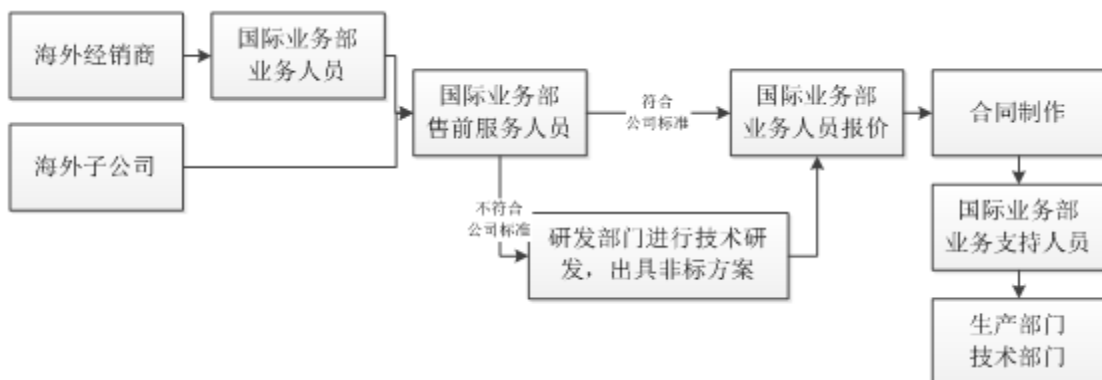 海外经销商
国际业务部
业务人员
海外子公司
国际业务部
售前服务人员
符合
公司标准
不符合
公司标准
研发部门进行技术研
发，出具非标方案
国际业务部
业务人员报价
合同制作
国际业务部
业务支持人员
生产部门
技术部门